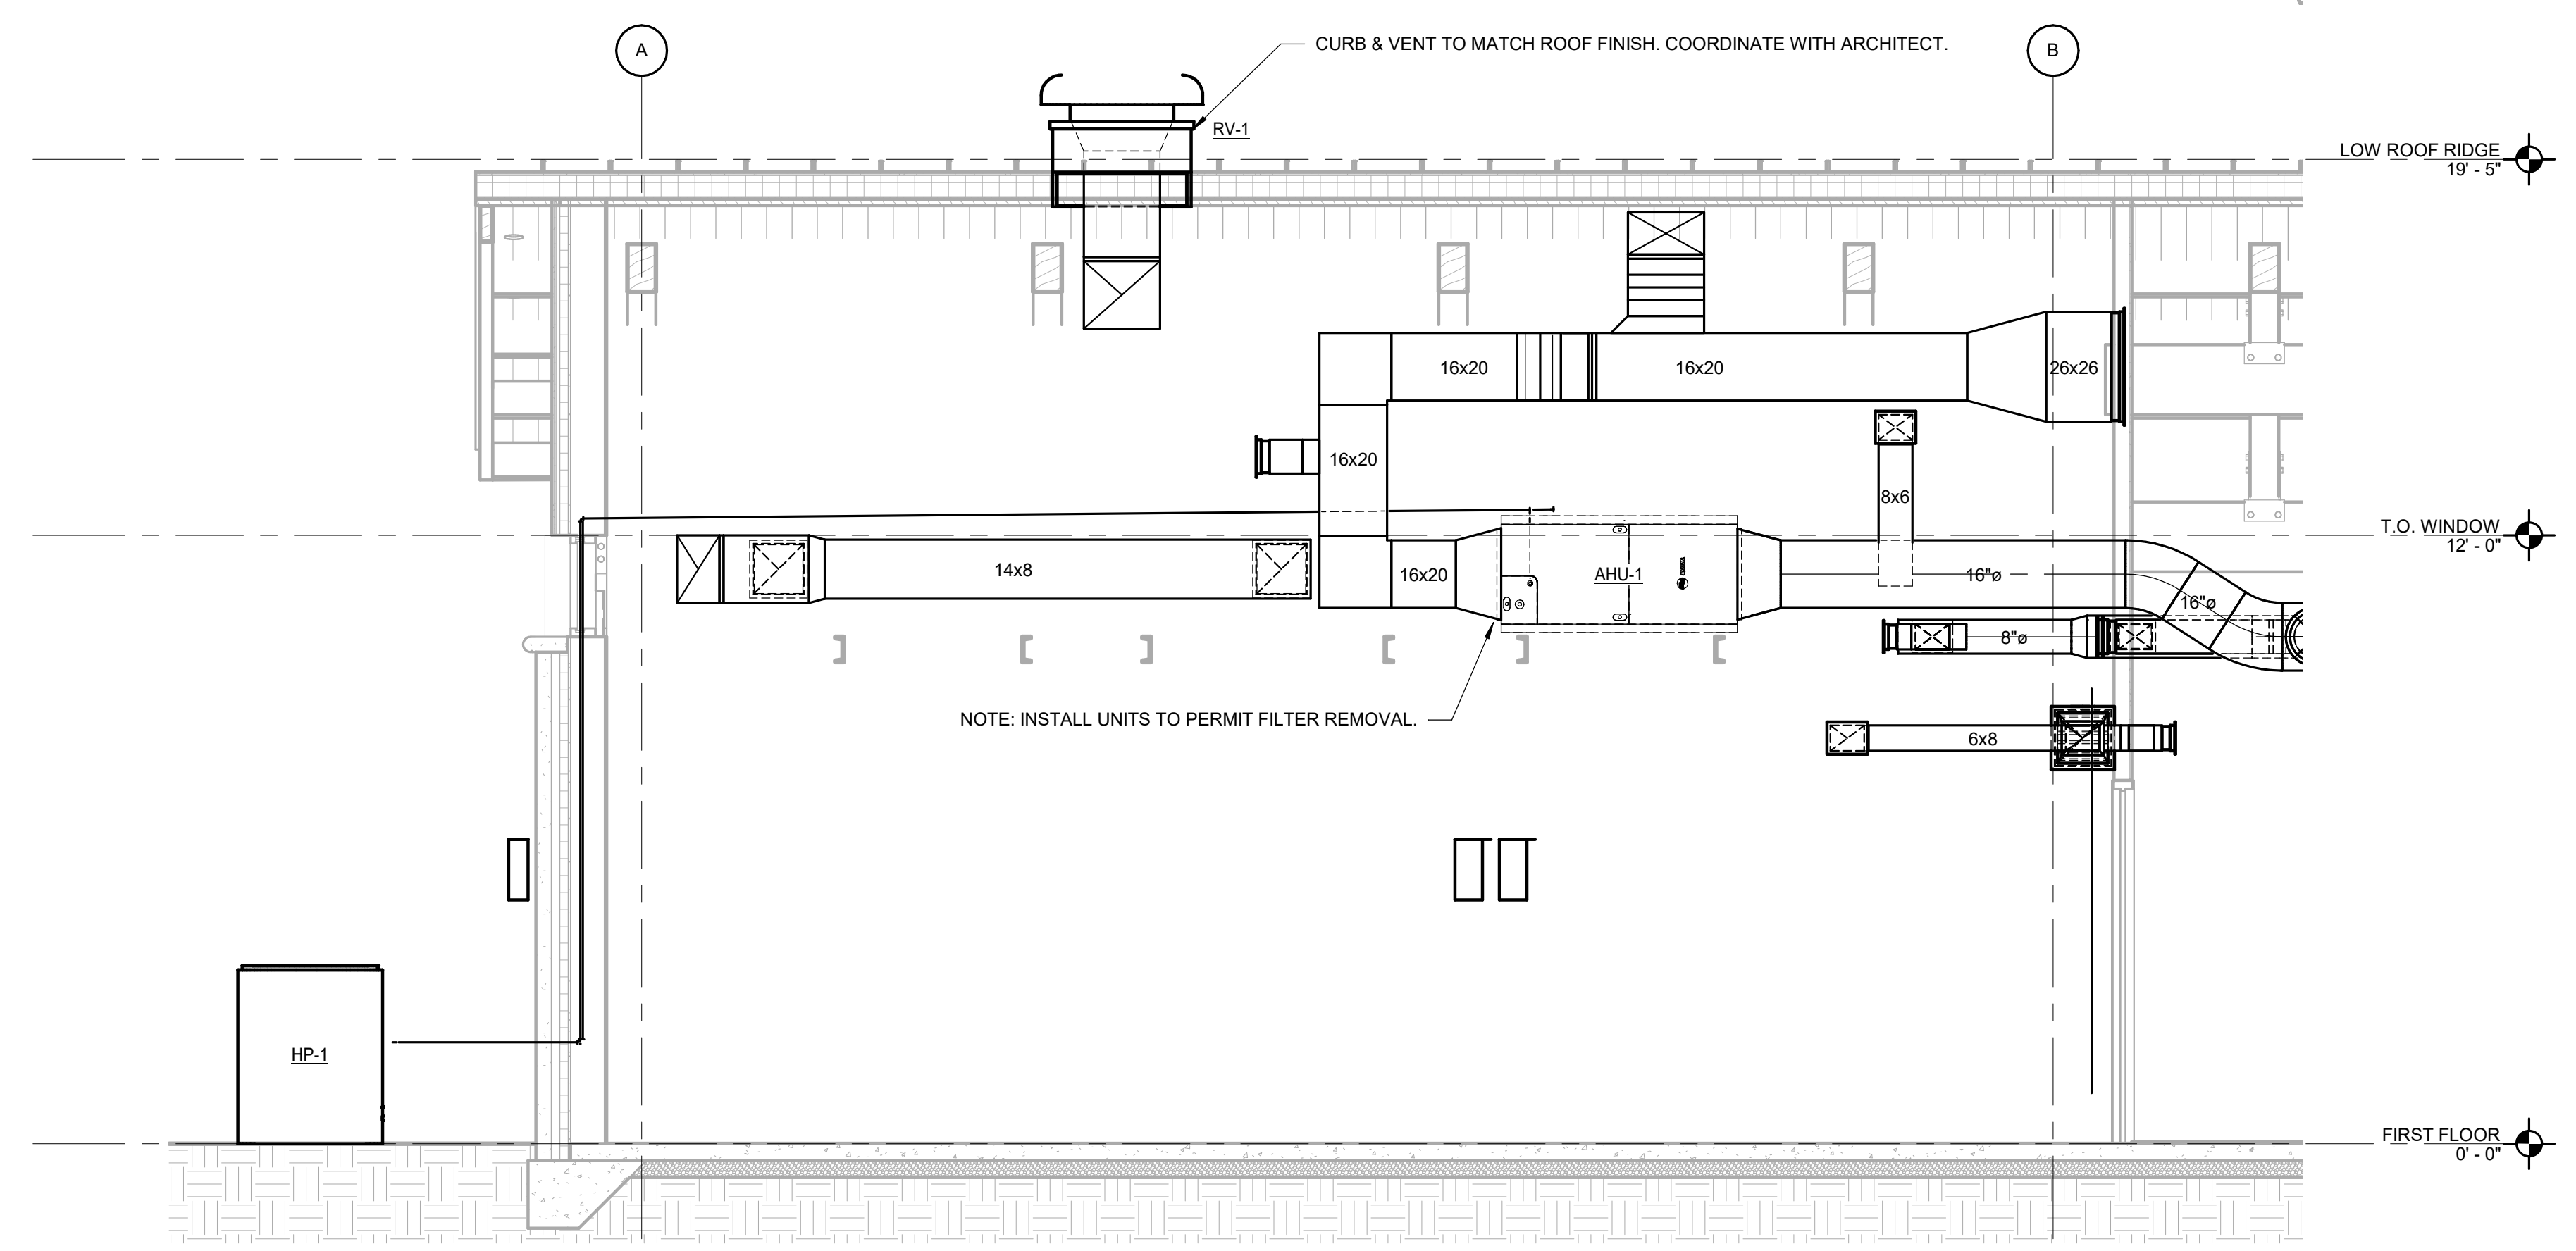 A
CURB & VENT TO MATCH ROOF FINISH. COORDINATE WITH ARCHITECT.
B
RV-1
LOW ROOF RIDGE
19' - 5"
16x20
16x20
26x26
16x20
8x6
T.O. WINDOW
12' - 0"
14x8
16x20
AHU-1
16"ø
16"ø
8"ø
NOTE: INSTALL UNITS TO PERMIT FILTER REMOVAL.
6x8
HP-1
FIRST FLOOR
0' - 0"